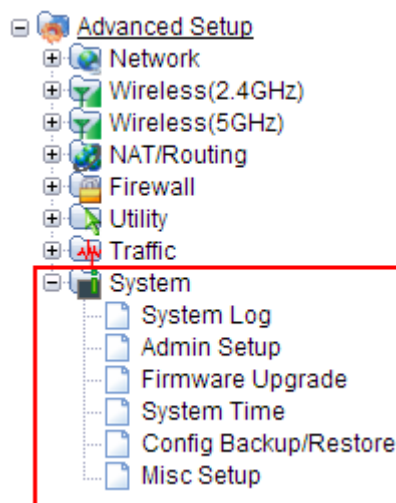 Advanced Setup
Network
Wireless(2.4GHz)
Wireless(5GHz)
NAT/Routing
Firewall
Utility
Traffic
System
System Log
Admin Setup
Firmware Upgrade
System Time
Config Backup/Restore
Misc Setup